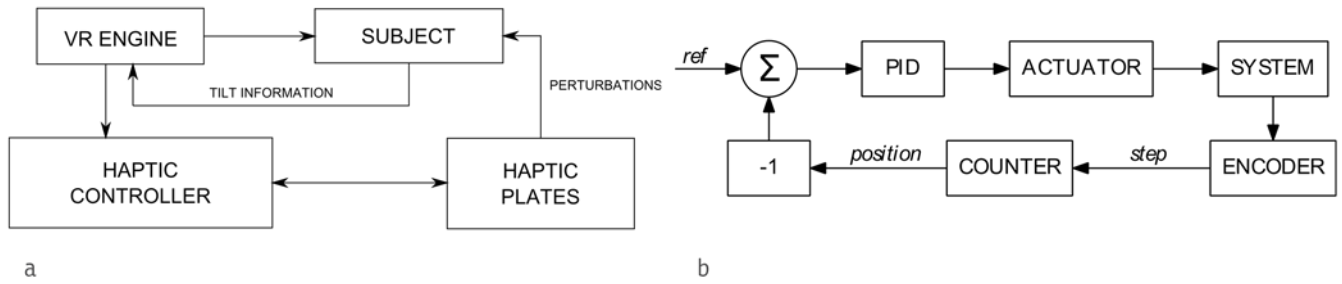 VR ENGINE
SUBJECT
TILT INFORMATION
PERTURBATIONS
HAPTIC
CONTROLLER
HAPTIC
PLATES
a
ref
Σ
PID
ACTUATOR
SYSTEM
-1
position
COUNTER
step
ENCODER
b